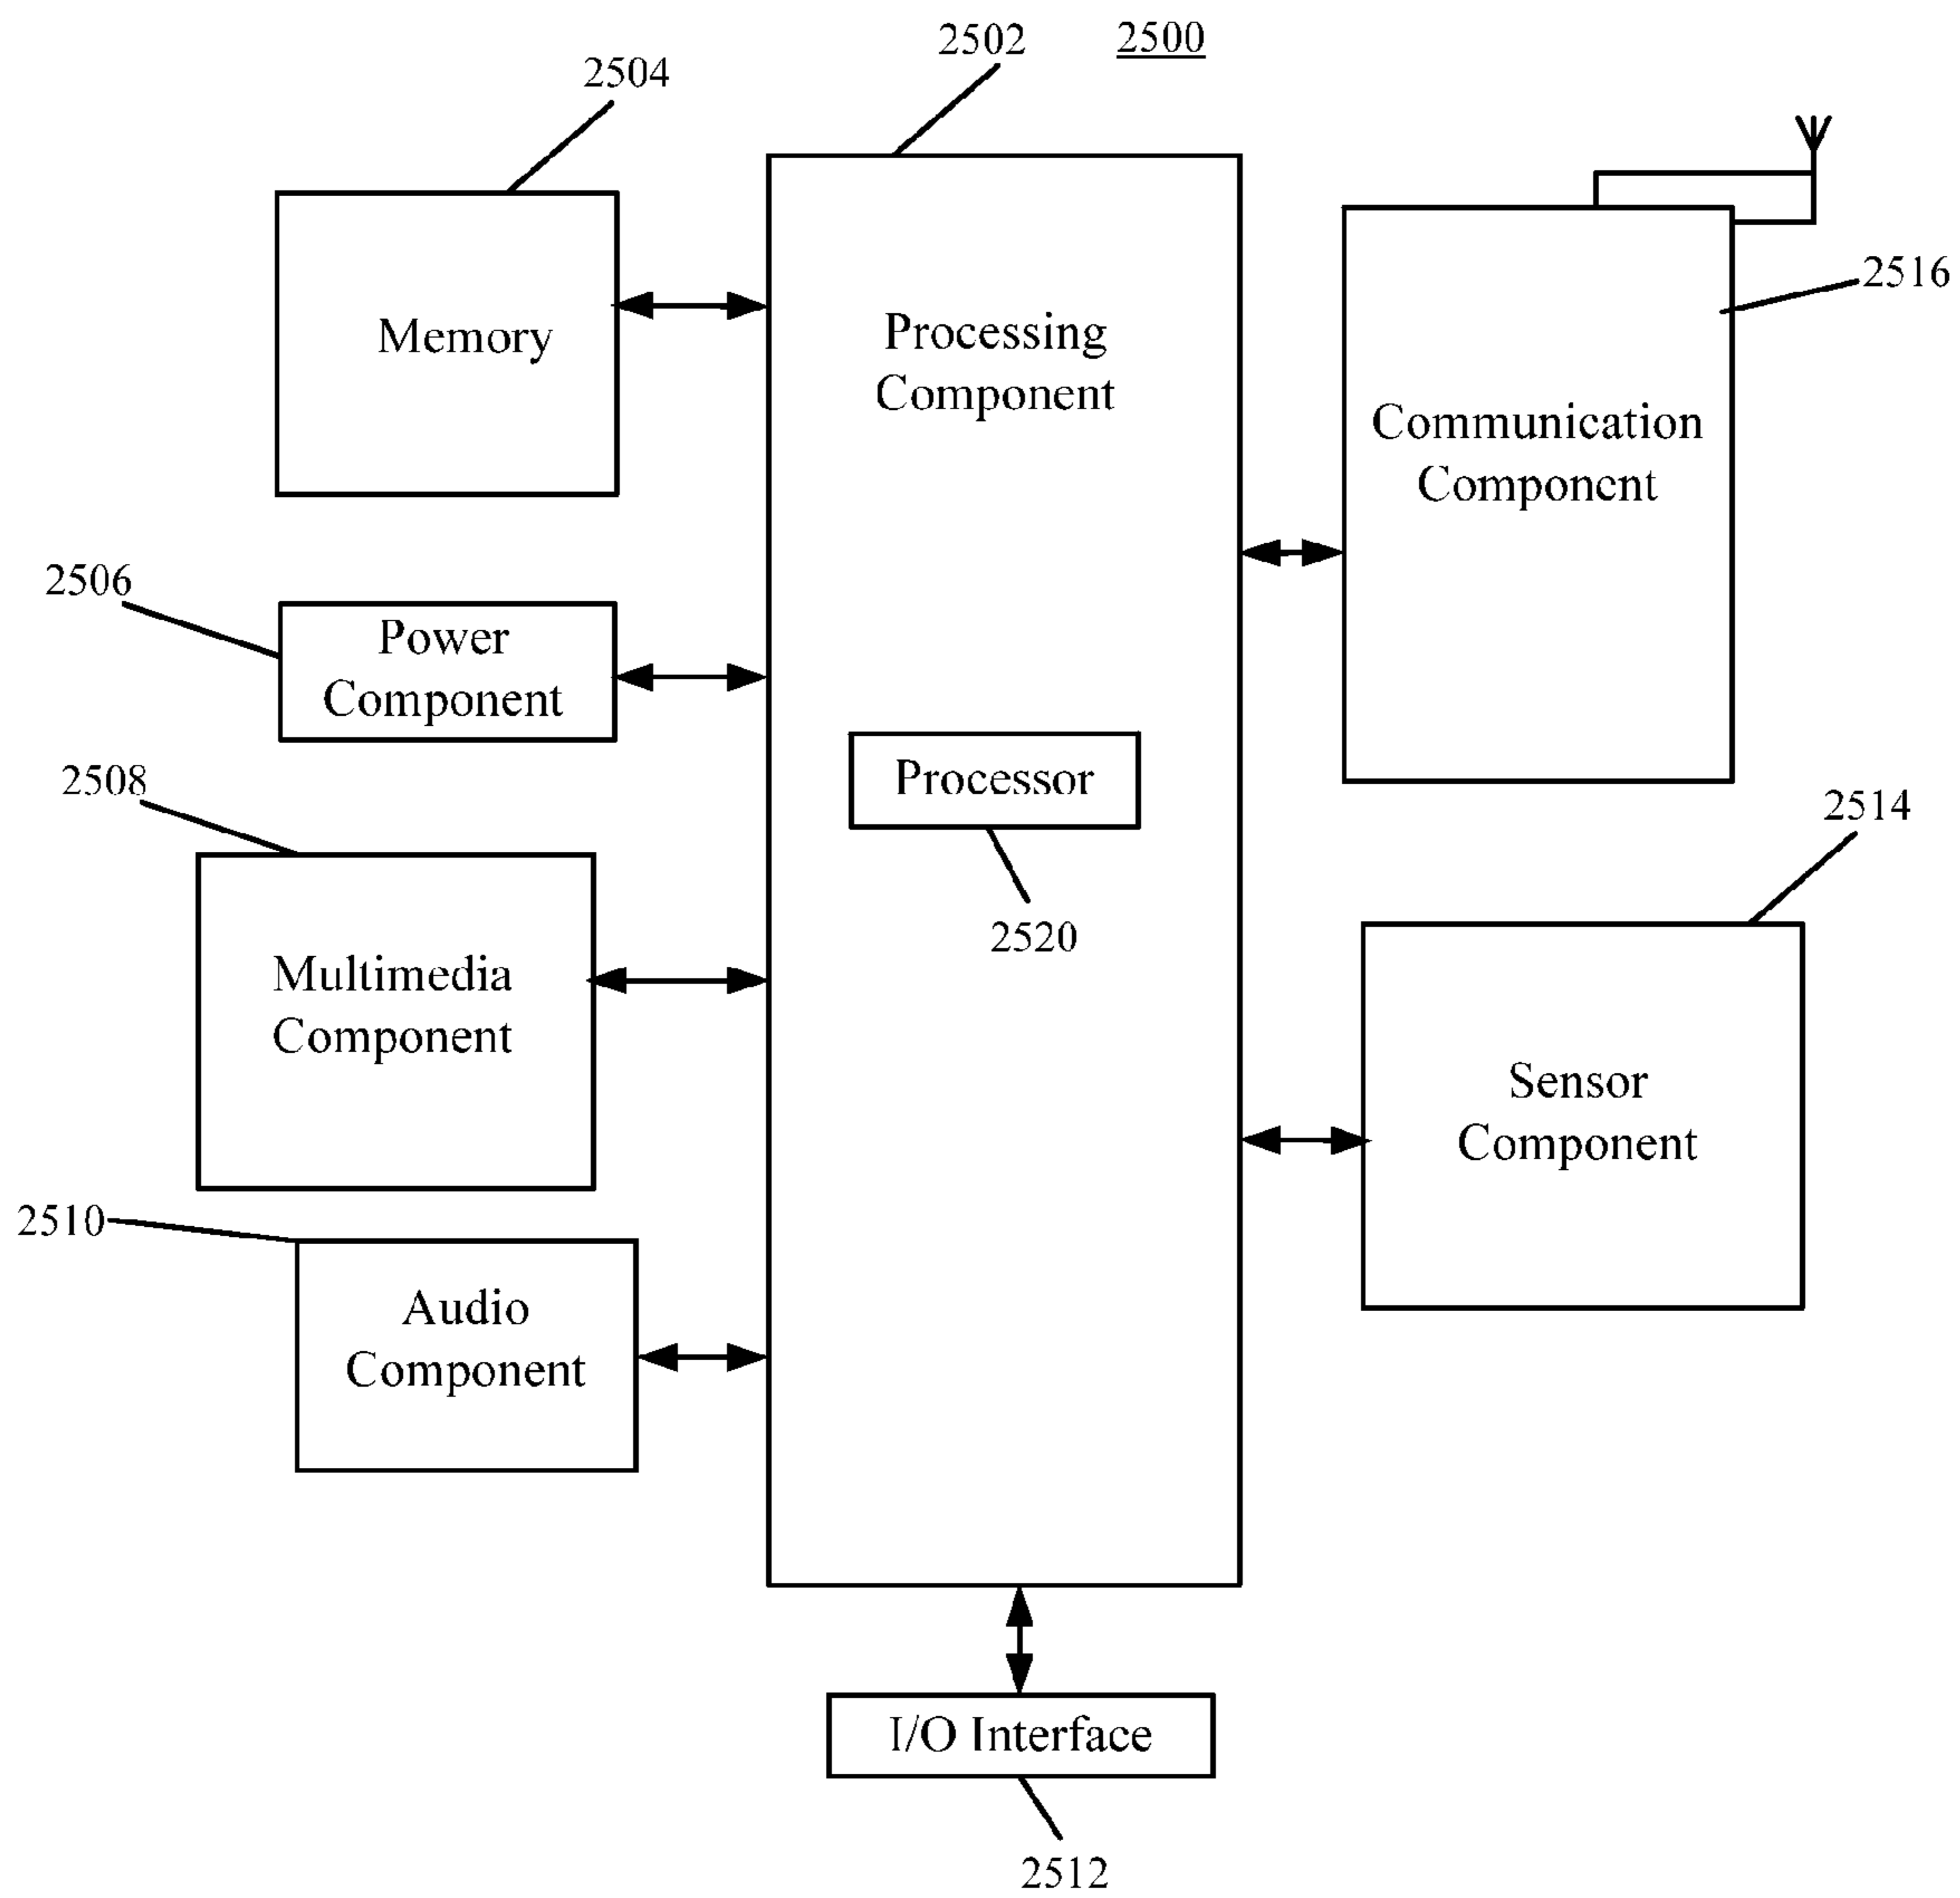 2502
2500
2504
Memory
Processing
Component
2516
Communication
Component
2506
Power
Component
2508
Processor
2514
2520
Multimedia
Component
Sensor
Component
2510
Audio
Component
I/O Interface
2512